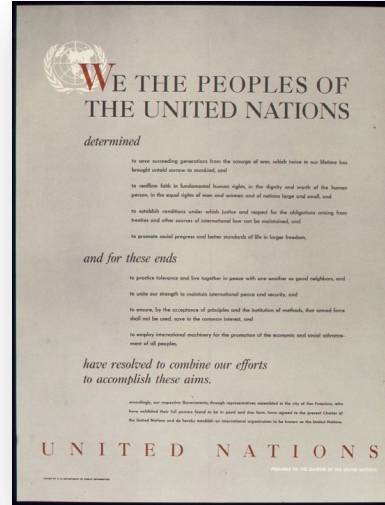 WE THE PEOPLES OF
THE UNITED NATIONS
determined
to save succeeding generations from the scourge of war, which twice in our lifetime has
brought untold sorrow to mankind, and
to reaffirm faith in fundamental human rights, in the dignity and worth of the human
person, in the equal rights of men and women and of nations large and small, and
to establish conditions under which justice and respect for the obligations arising from
treaties and other sources of international law can be maintained, and
to promote social progress and better standards of life in larger freedom,
and for these ends
to practice tolerance and live together in peace with one another as good neighbors, and
to unite our strength to maintain international peace and security, and
to ensure, by the acceptance of principles and the institution of methods, that armed force
shall not be used, save in the common interest, and
to employ international machinery for the promotion of the economic and social advance-
ment of all peoples,
have resolved to combine our efforts
to accomplish these aims.
accordingly, our respective Governments, through representatives assembled in the city of San Francisco, who
have exhibited their full powers found to be in good and due form, have agreed to the present Charter of
the United Nations and do hereby establish an international organization to be known as the United Nations.
UNITED NATIONS
PREAMBLE TO THE CHARTER OF THE UNITED NATIONS